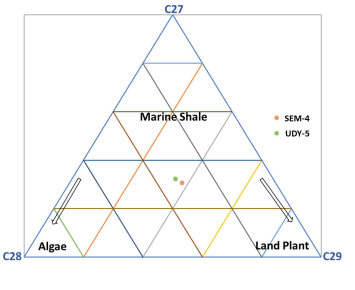 C27
Marine Shale
SEM-4
UDY-5
Algae
Land Plant
C28
C29